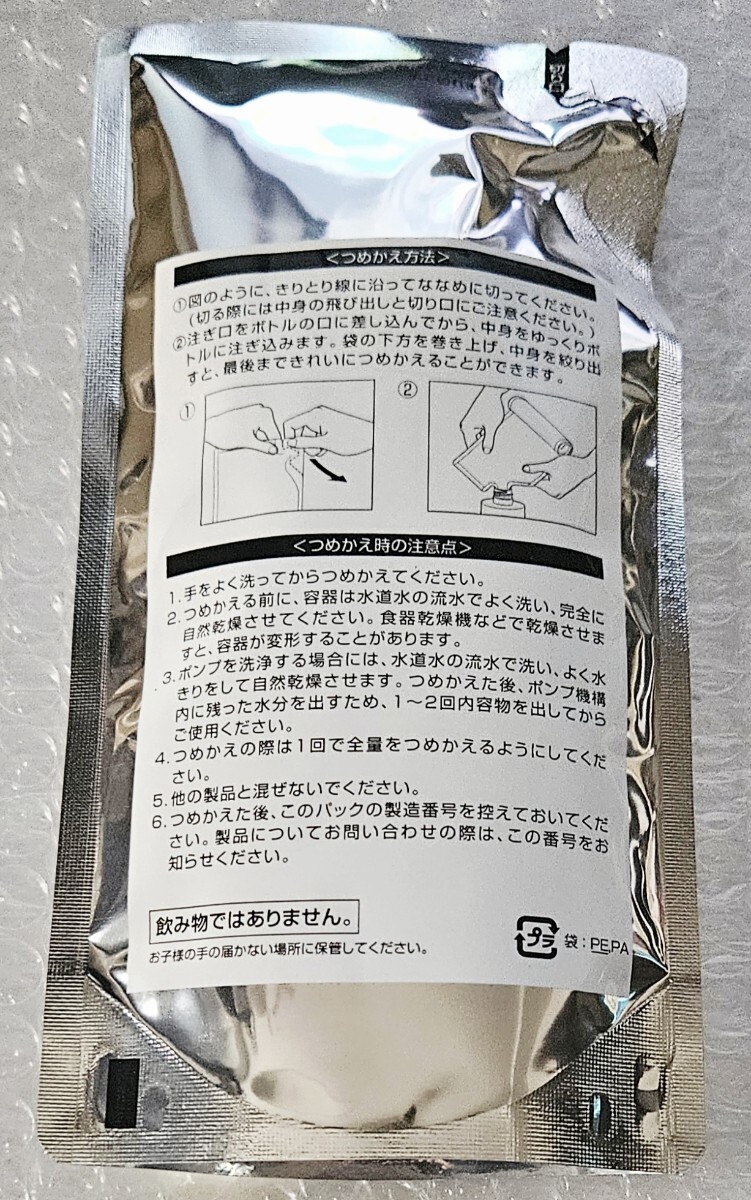 切り口
<つめかえ方法>
①図のように、きりとり線に沿ってななめに切ってください。
(切る際には中身の飛び出しと切り口にご注意ください。)
②注ぎ口をボトルの口に差し込んでから、中身をゆっくりボ
トルに注ぎ込みます。袋の下方を巻き上げ、中身を絞り出
すと、最後まできれいにつめかえることができます。
① ②
<つめかえ時の注意点>
1.手をよく洗ってからつめかえてください。
2.つめかえる前に、容器は水道水の流水でよく洗い、完全に
自然乾燥させてください。食器乾燥機などで乾燥させま
すと、容器が変形することがあります。
3.ポンプを洗浄する場合には、水道水の流水で洗い、よく水
きりをして自然乾燥させます。つめかえた後、ポンプ機構
内に残った水分を出すため、1〜2回内容物を出してから
ご使用ください。
4.つめかえの際は1回で全量をつめかえるようにしてくだ
さい。
5.他の製品と混ぜないでください。
6.つめかえた後、このパックの製造番号を控えておいてくだ
さい。製品についてお問い合わせの際は、この番号をお
知らせください。
飲み物ではありません。
お子様の手の届かない場所に保管してください。
プラ 袋:PE,PA